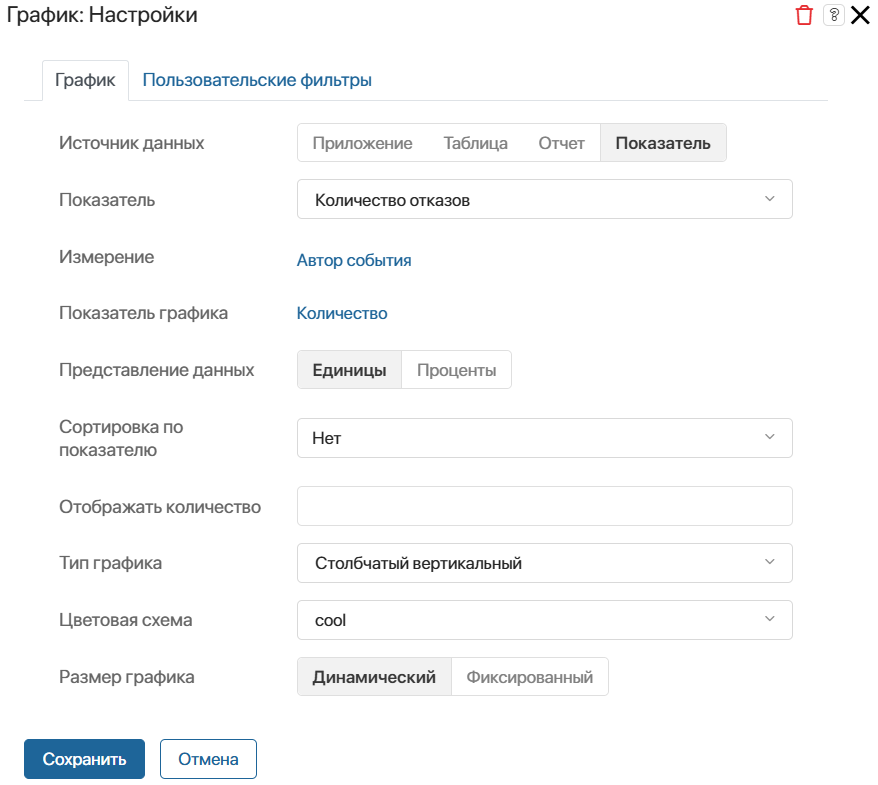 График: Настройки
?
График Пользовательские фильтры
Источник данных Приложение Таблица Отчет Показатель
Показатель Количество отказов
Измерение Автор события
Показатель графика Количество
Представление данных Единицы Проценты
Сортировка по
показателю
Нет
Отображать количество
Тип графика Столбчатый вертикальный
Цветовая схема cool
Размер графика Динамический Фиксированный
Сохранить Отмена